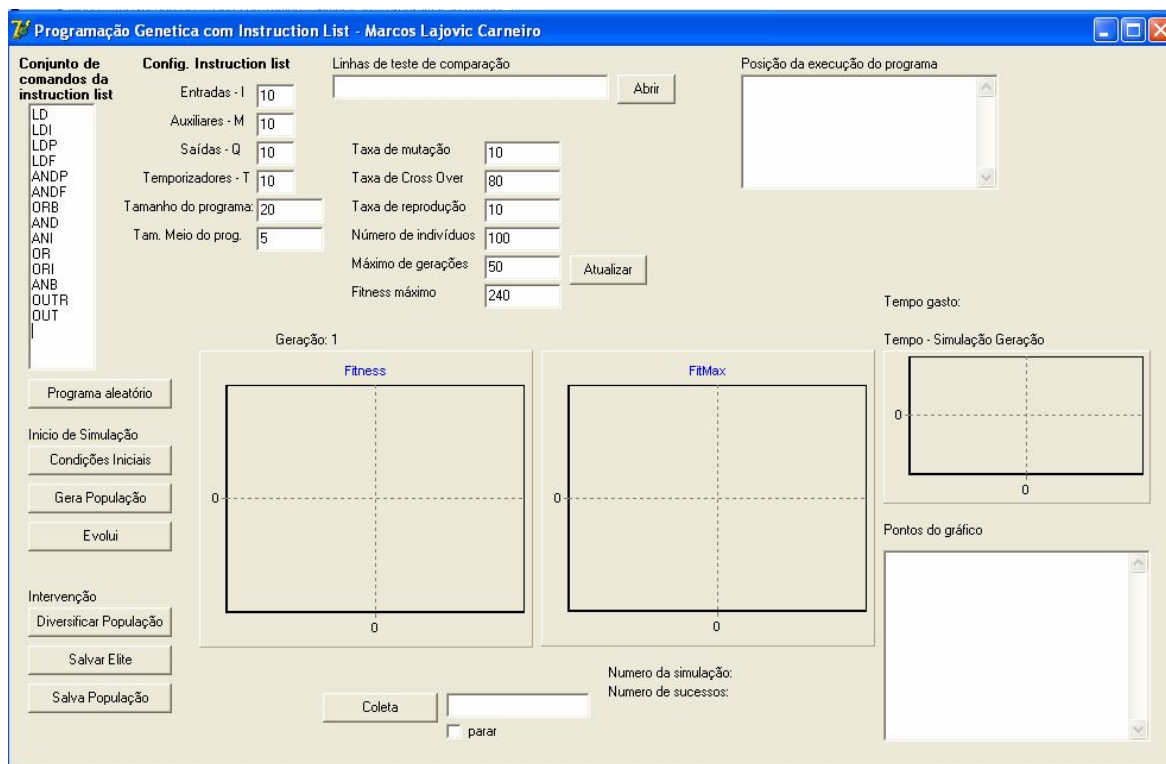 Programação Genetica com Instruction List - Marcos Lajovic Carneiro
Conjunto de
comandos da
instruction list
LD
LDI
LDP
LDF
ANDP
ANDF
ORB
AND
ANI
OR
ORI
ANB
OUTR
OUT
Programa aleatório
Config. Instruction list
Entradas - I 10
Auxiliares - M 10
Saídas - Q 10
Temporizadores - T 10
Tamanho do programa: 20
Tam. Meio do prog. 5
Linhas de teste de comparação
Abrir
Taxa de mutação 10
Taxa de Cross Over 80
Taxa de reprodução 10
Número de indivíduos 100
Máximo de gerações 50
Atualizar
Fitness máximo 240
Posição da execução do programa
Tempo gasto:
Inicio de Simulação
Condições Iniciais
Gera População
Evolui
Intervenção
Diversificar População
Salvar Elite
Salva População
Geração: 1
Fitness
0
0
FitMax
0
0
Tempo - Simulação Geração
0
0
Pontos do gráfico
Numero da simulação:
Numero de sucessos:
Coleta
parar